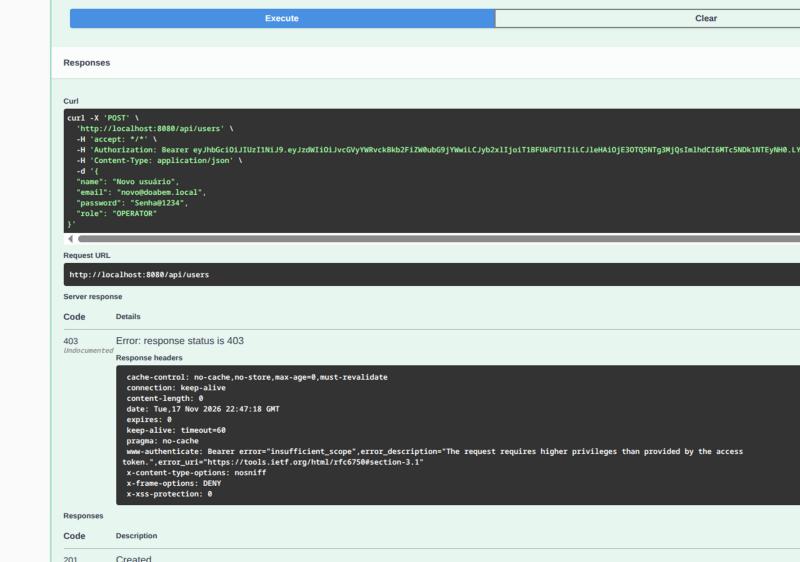 Execute
Clear
Responses
Curl
curl -X 'POST' \
'http://localhost:8080/api/users' \
-H 'accept: */*' \
-H 'Authorization: Bearer
-H 'Content-Type: application/json' \
-d '{
"name": "Novo usuário",
"email": "novo@doabem.local",
"password": "Senha@1234",
"role": "OPERATOR"
}'
Request URL
http://localhost:8080/api/users
Server response
Code Details
403 Error: response status is 403
Undocumented
Response headers
cache-control: no-cache,no-store,max-age=0,must-revalidate
connection: keep-alive
content-length: 0
date: Tue,17 Nov 2026 22:47:18 GMT
expires: 0
keep-alive: timeout=60
pragma: no-cache
www-authenticate: Bearer error="insufficient_scope",error_description="The request requires higher privileges than provided by the access
token.",error_uri="https://tools.ietf.org/html/rfc6750#section-3.1"
x-content-type-options: nosniff
x-frame-options: DENY
x-xss-protection: 0
Responses
Code Description
201 Created